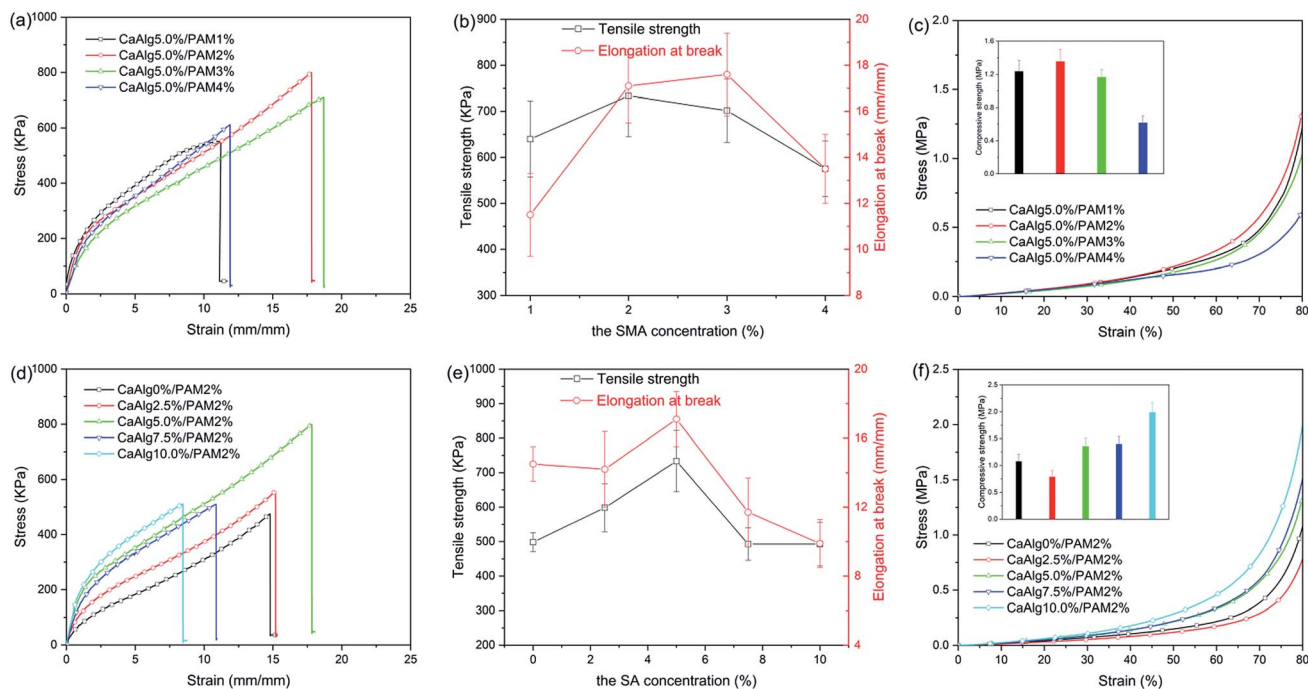 (a)
1000
800
600
400
200
0
Stress (KPa)
CaAlg5.0%/PAM1%
CaAlg5.0%/PAM2%
CaAlg5.0%/PAM3%
CaAlg5.0%/PAM4%
0 5 10 15 20 25
Strain (mm/mm)
(b)
900
800
700
600
500
400
300
Tensile strength (KPa)
Tensile strength
Elongation at break
20
18
16
14
12
10
8
Elongation at break (mm/mm)
1 2 3 4
the SMA concentration (%)
(c)
2.0
1.5
1.0
0.5
0.0
Stress (MPa)
1.6
1.2
0.8
0.4
0.0
Compressive strength (MPa)
CaAlg5.0%/PAM1%
CaAlg5.0%/PAM2%
CaAlg5.0%/PAM3%
CaAlg5.0%/PAM4%
0 10 20 30 40 50 60 70 80
Strain (%)
(d)
1000
800
600
400
200
0
Stress (KPa)
CaAlg0%/PAM2%
CaAlg2.5%/PAM2%
CaAlg5.0%/PAM2%
CaAlg7.5%/PAM2%
CaAlg10.0%/PAM2%
0 5 10 15 20 25
Strain (mm/mm)
(e)
1000
900
800
700
600
500
400
300
200
Tensile strength (KPa)
Tensile strength
Elongation at break
20
18
16
14
12
10
8
6
4
Elongation at break (mm/mm)
0 2 4 6 8 10
the SA concentration (%)
(f)
2.5
2.0
1.5
1.0
0.5
0.0
Stress (MPa)
2.5
2.0
1.5
1.0
0.5
0.0
Compressive strength (MPa)
CaAlg0%/PAM2%
CaAlg2.5%/PAM2%
CaAlg5.0%/PAM2%
CaAlg7.5%/PAM2%
CaAlg10.0%/PAM2%
0 10 20 30 40 50 60 70 80
Strain (%)